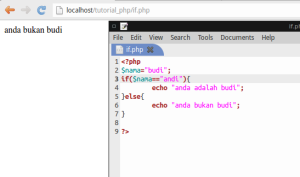 localhost/tutorial_php/if.php
anda bukan budi
if.ph
File Edit View Search Tools Documents Help
if.php
1 <?php
2 $nama="budi";
3 if($nama=="andi"){
4 echo "anda adalah budi";
5 }else{
6 echo "anda bukan budi";
7 }
8
9 ?>